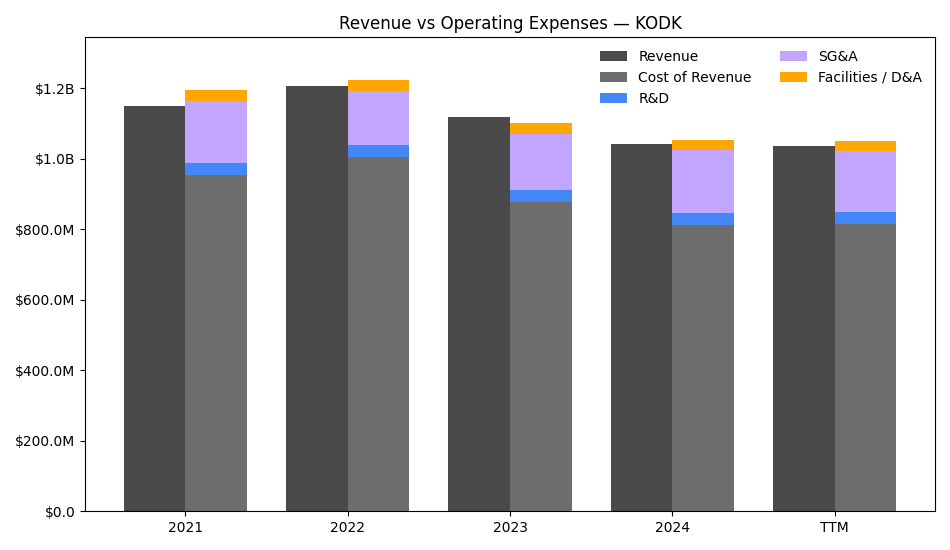 Revenue vs Operating Expenses — KODK
Revenue
Cost of Revenue
R&D
SG&A
Facilities / D&A
$1.2B
$1.0B
$800.0M
$600.0M
$400.0M
$200.0M
$0.0
2021
2022
2023
2024
TTM